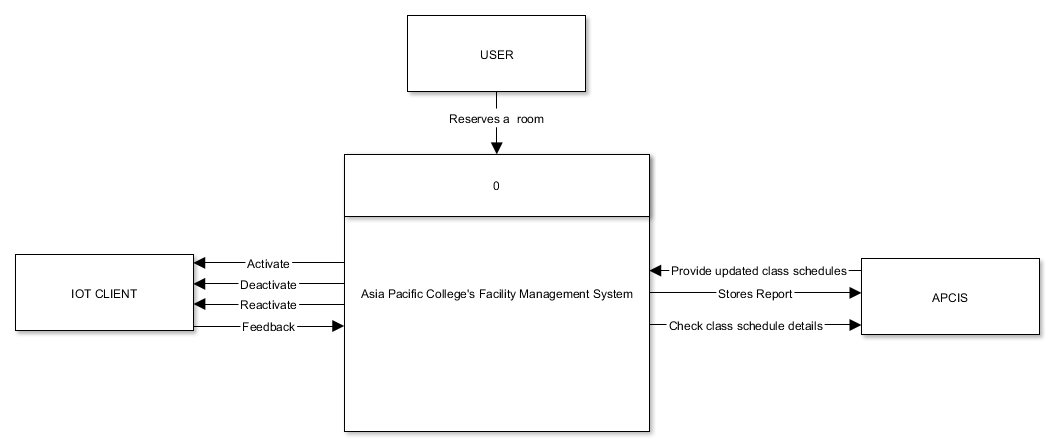 USER
Reserves a room
0
Activate
Deactivate
Reactivate
Feedback
IOT CLIENT
Asia Pacific College's Facility Management System
Provide updated class schedules
Stores Report
Check class schedule details
APCIS